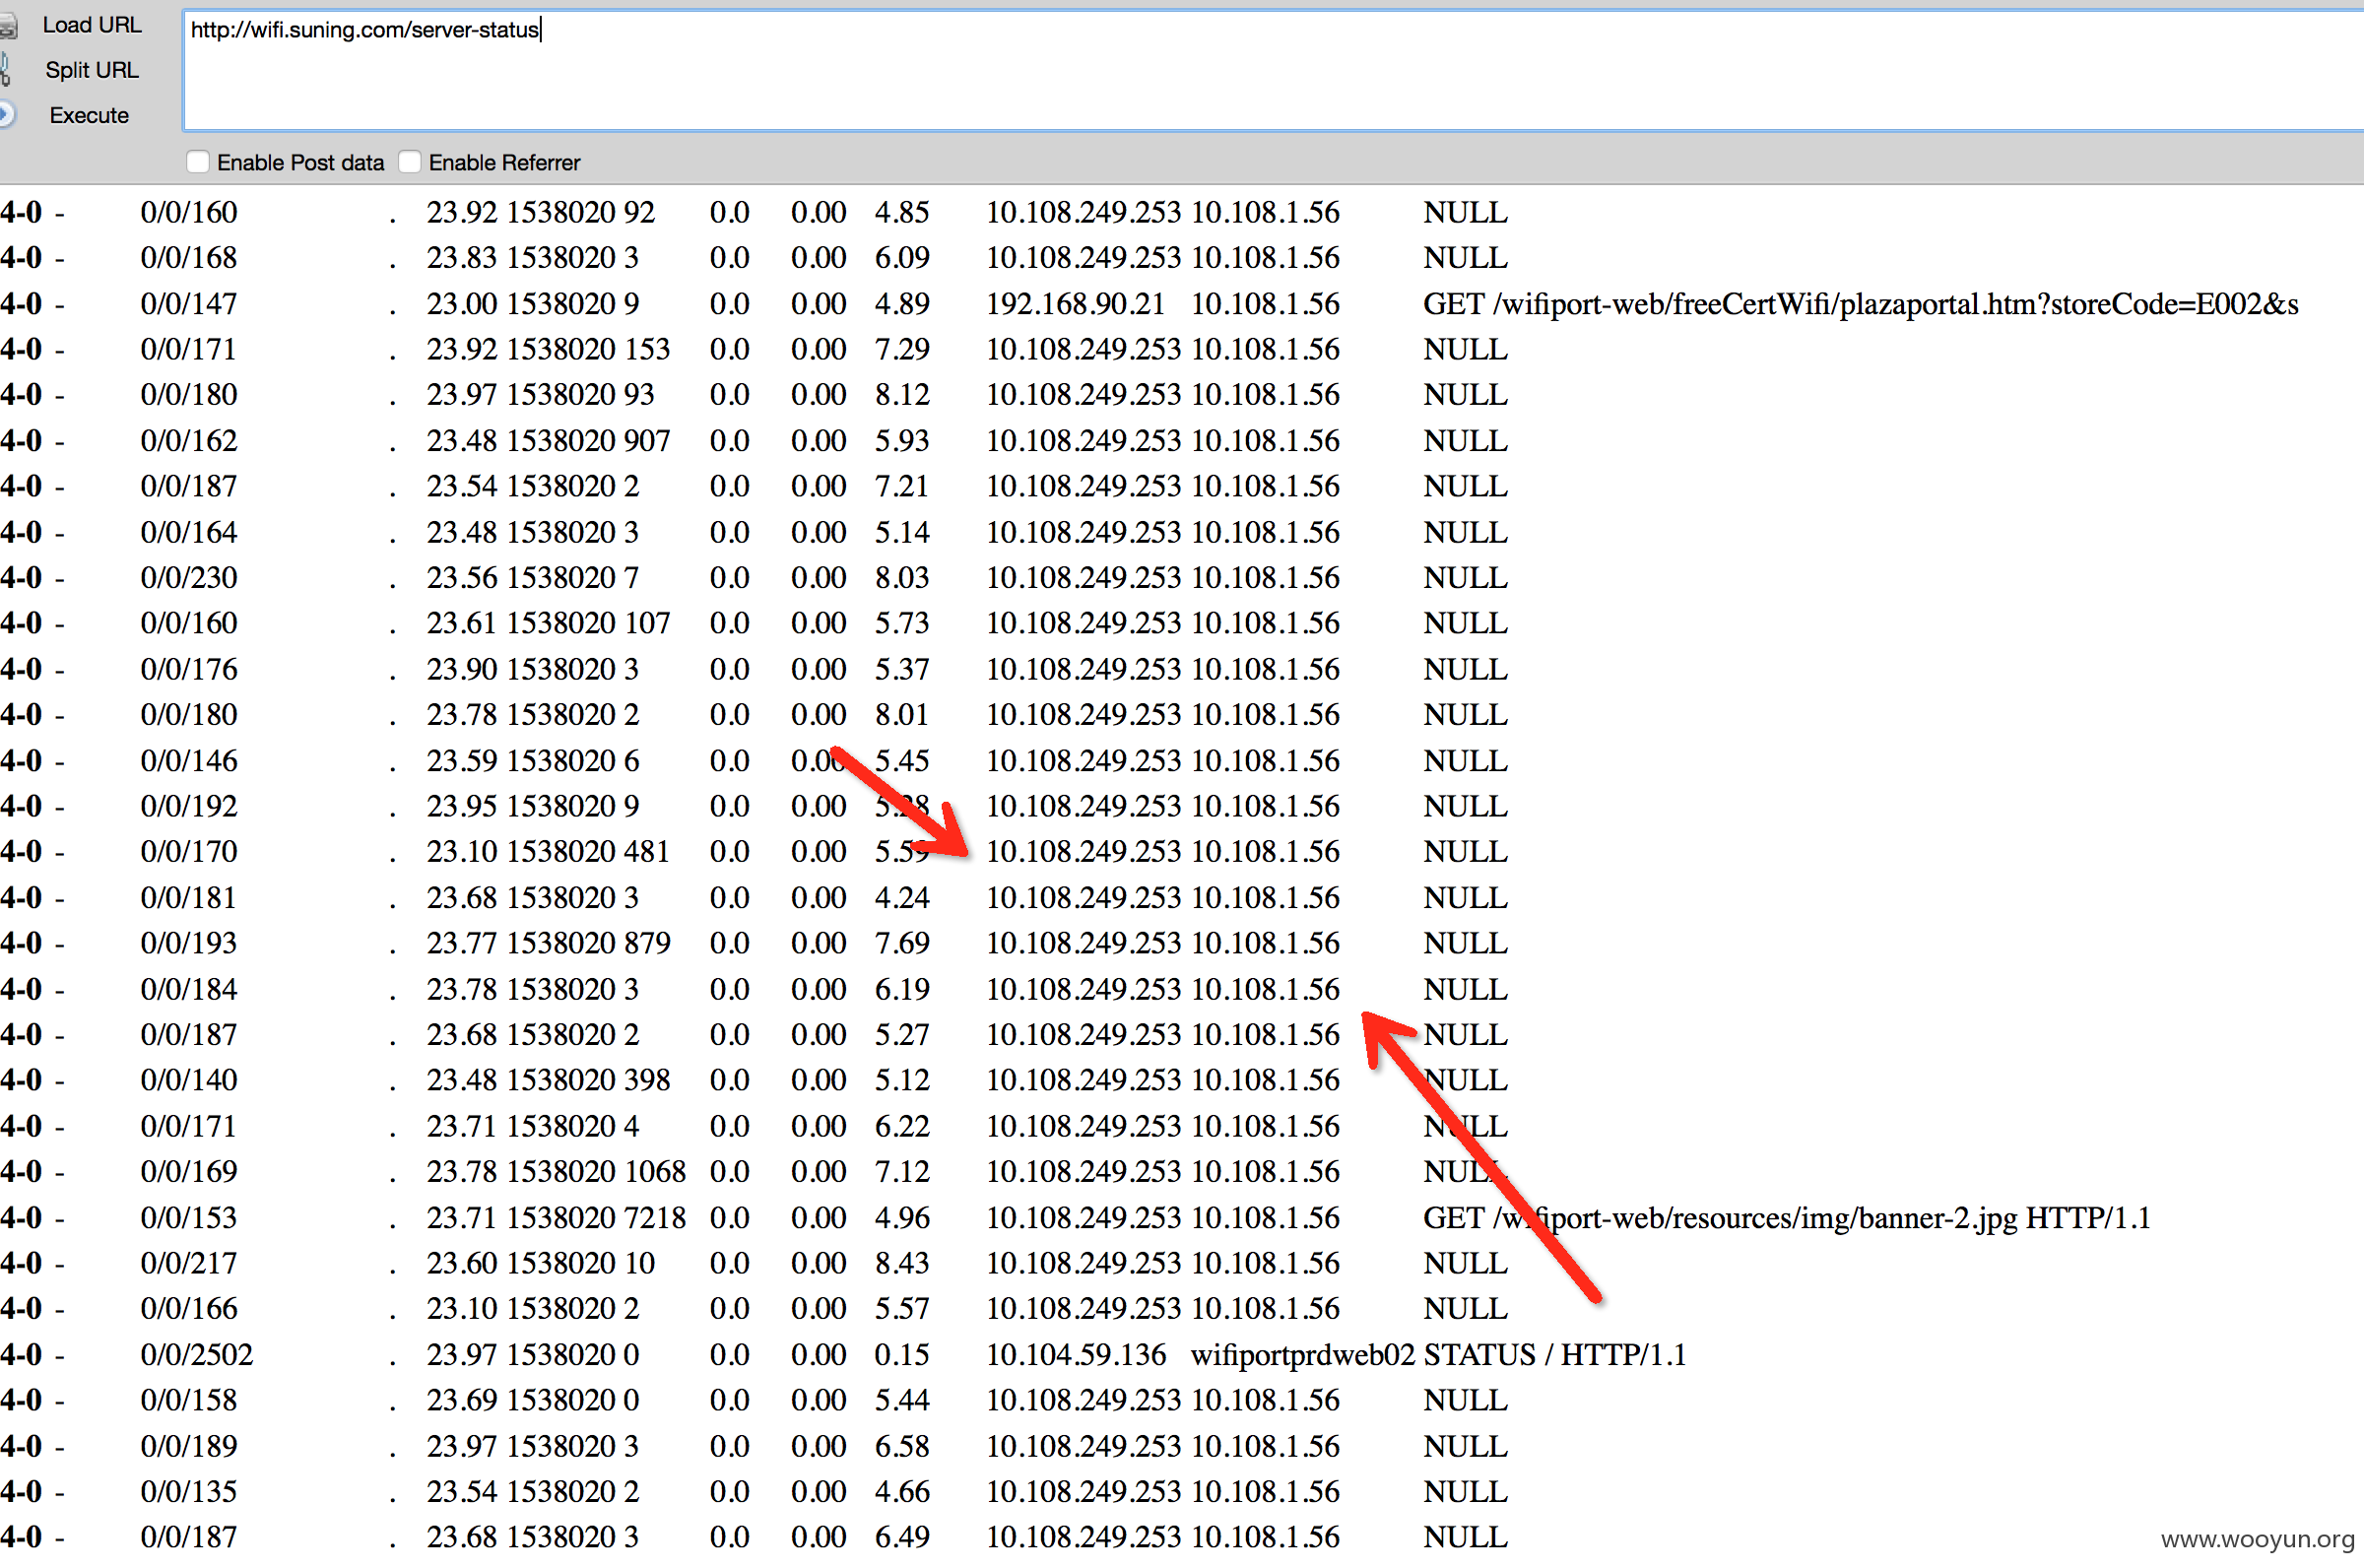 Load URL
http://wifi.suning.com/server-status
Split URL
Execute
Enable Post data Enable Referrer
4-0 - 0/0/160 . 23.92 1538020 92 0.0 0.00 4.85 10.108.249.253 10.108.1.56 NULL
4-0 - 0/0/168 . 23.83 1538020 3 0.0 0.00 6.09 10.108.249.253 10.108.1.56 NULL
4-0 - 0/0/147 . 23.00 1538020 9 0.0 0.00 4.89 192.168.90.21 10.108.1.56 GET /wifiport-web/freeCertWifi/plazaportal.htm?storeCode=E002&s
4-0 - 0/0/171 . 23.92 1538020 153 0.0 0.00 7.29 10.108.249.253 10.108.1.56 NULL
4-0 - 0/0/180 . 23.97 1538020 93 0.0 0.00 8.12 10.108.249.253 10.108.1.56 NULL
4-0 - 0/0/162 . 23.48 1538020 907 0.0 0.00 5.93 10.108.249.253 10.108.1.56 NULL
4-0 - 0/0/187 . 23.54 1538020 2 0.0 0.00 7.21 10.108.249.253 10.108.1.56 NULL
4-0 - 0/0/164 . 23.48 1538020 3 0.0 0.00 5.14 10.108.249.253 10.108.1.56 NULL
4-0 - 0/0/230 . 23.56 1538020 7 0.0 0.00 8.03 10.108.249.253 10.108.1.56 NULL
4-0 - 0/0/160 . 23.61 1538020 107 0.0 0.00 5.73 10.108.249.253 10.108.1.56 NULL
4-0 - 0/0/176 . 23.90 1538020 3 0.0 0.00 5.37 10.108.249.253 10.108.1.56 NULL
4-0 - 0/0/180 . 23.78 1538020 2 0.0 0.00 8.01 10.108.249.253 10.108.1.56 NULL
4-0 - 0/0/146 . 23.59 1538020 6 0.0 0.00 5.45 10.108.249.253 10.108.1.56 NULL
4-0 - 0/0/192 . 23.95 1538020 9 0.0 0.00 5.28 10.108.249.253 10.108.1.56 NULL
4-0 - 0/0/170 . 23.10 1538020 481 0.0 0.00 5.59 10.108.249.253 10.108.1.56 NULL
4-0 - 0/0/181 . 23.68 1538020 3 0.0 0.00 4.24 10.108.249.253 10.108.1.56 NULL
4-0 - 0/0/193 . 23.77 1538020 879 0.0 0.00 7.69 10.108.249.253 10.108.1.56 NULL
4-0 - 0/0/184 . 23.78 1538020 3 0.0 0.00 6.19 10.108.249.253 10.108.1.56 NULL
4-0 - 0/0/187 . 23.68 1538020 2 0.0 0.00 5.27 10.108.249.253 10.108.1.56 NULL
4-0 - 0/0/140 . 23.48 1538020 398 0.0 0.00 5.12 10.108.249.253 10.108.1.56 NULL
4-0 - 0/0/171 . 23.71 1538020 4 0.0 0.00 6.22 10.108.249.253 10.108.1.56 NULL
4-0 - 0/0/169 . 23.78 1538020 1068 0.0 0.00 7.12 10.108.249.253 10.108.1.56 NULL
4-0 - 0/0/153 . 23.71 1538020 7218 0.0 0.00 4.96 10.108.249.253 10.108.1.56 GET /wifiport-web/resources/img/banner-2.jpg HTTP/1.1
4-0 - 0/0/217 . 23.60 1538020 10 0.0 0.00 8.43 10.108.249.253 10.108.1.56 NULL
4-0 - 0/0/166 . 23.10 1538020 2 0.0 0.00 5.57 10.108.249.253 10.108.1.56 NULL
4-0 - 0/0/2502 . 23.97 1538020 0 0.0 0.00 0.15 10.104.59.136 wifiportprdweb02 STATUS / HTTP/1.1
4-0 - 0/0/158 . 23.69 1538020 0 0.0 0.00 5.44 10.108.249.253 10.108.1.56 NULL
4-0 - 0/0/189 . 23.97 1538020 3 0.0 0.00 6.58 10.108.249.253 10.108.1.56 NULL
4-0 - 0/0/135 . 23.54 1538020 2 0.0 0.00 4.66 10.108.249.253 10.108.1.56 NULL
4-0 - 0/0/187 . 23.68 1538020 3 0.0 0.00 6.49 10.108.249.253 10.108.1.56 NULL
www.wooyun.org